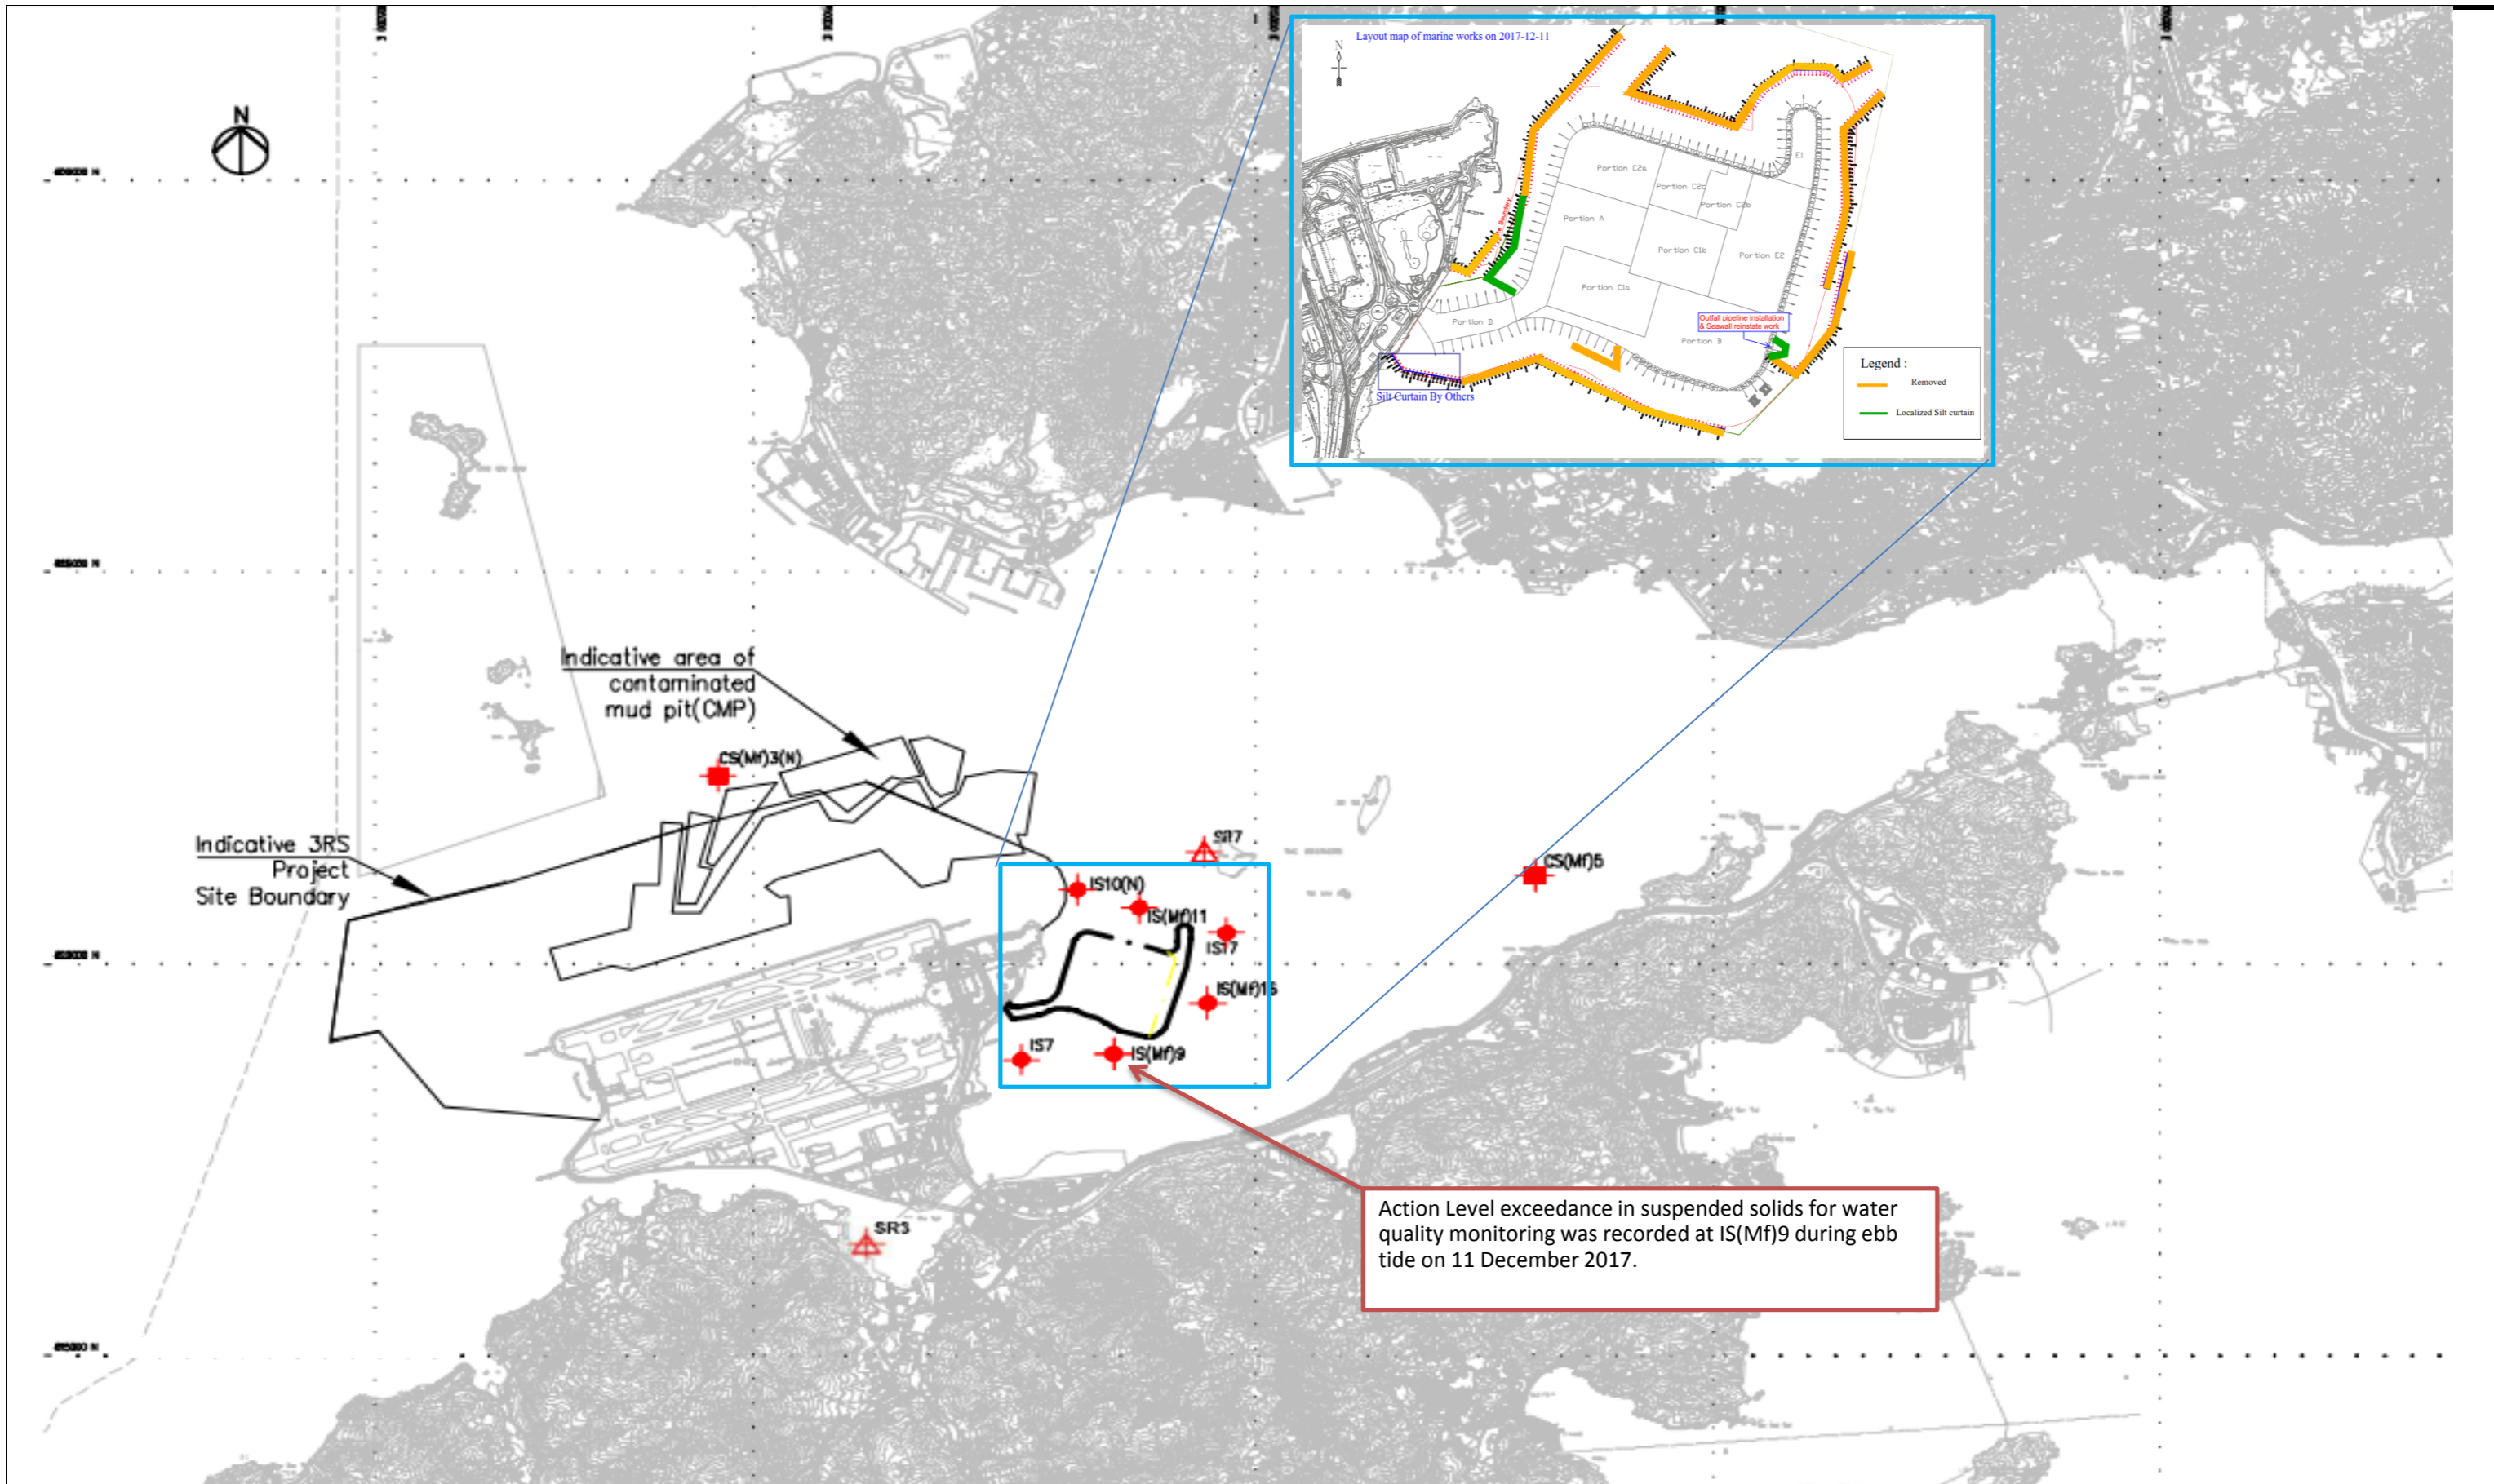 N
Layout map of marine works on 2017-12-11
N
Portion C2a
Portion C2c
Portion C2b
E1
Portion A
Portion C1b
Portion E2
Portion C1a
Portion D
Portion B
Boundary
Outfall pipeline installation
& Seawall reinstate work
Silt Curtain By Others
Legend :
Removed
Localized Silt curtain
Indicative area of
contaminated
mud pit(CMP)
CS(Mf)3(N)
Indicative 3RS
Project
Site Boundary
SR7
CS(Mf)5
IS10(N)
IS(Mf)11
IS17
IS(Mf)16
IS7
IS(Mf)9
SR3
Action Level exceedance in suspended solids for water
quality monitoring was recorded at IS(Mf)9 during ebb
tide on 11 December 2017.